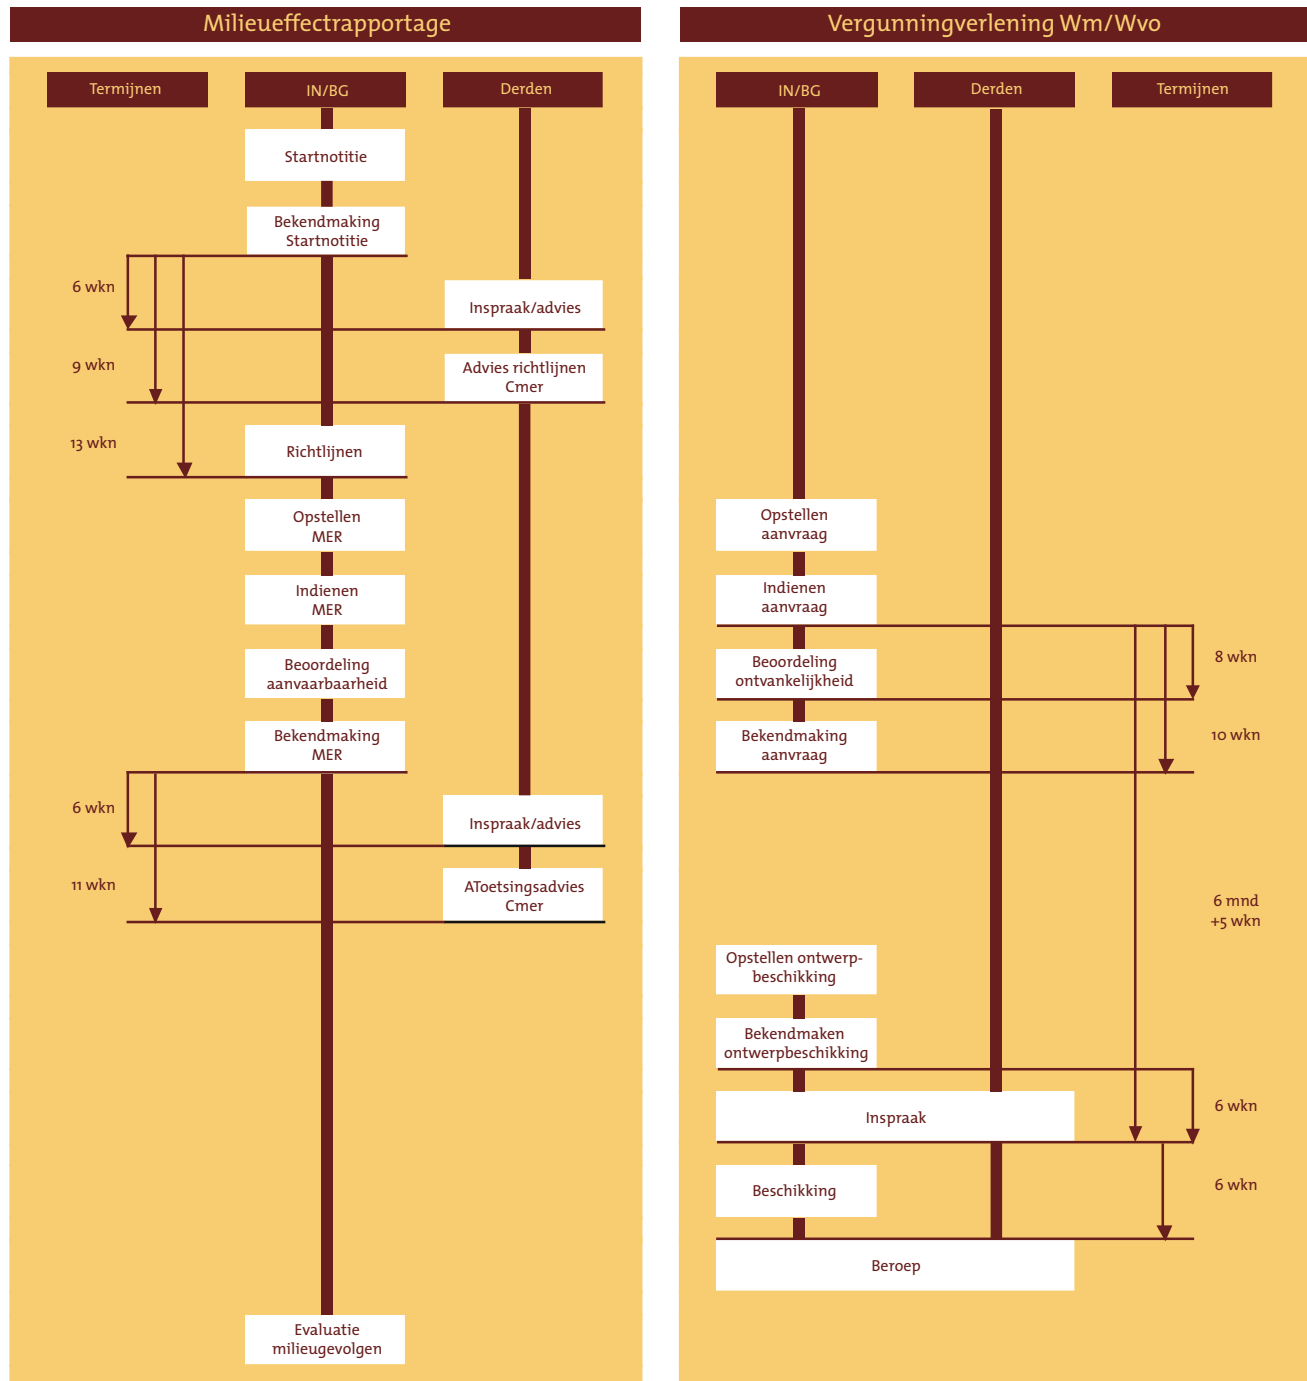 Milieueffectrapportage
Termijnen
IN/BG
Derden
Startnotitie
Bekendmaking
Startnotitie
6 wkn
Inspraak/advies
9 wkn
Advies richtlijnen
Cmer
13 wkn
Richtlijnen
Opstellen
MER
Indienen
MER
Beoordeling
aanvaarbaarheid
Bekendmaking
MER
6 wkn
Inspraak/advies
11 wkn
AToetsingsadvies
Cmer
Evaluatie
milieugevolgen
Vergunningverlening Wm/Wvo
IN/BG
Derden
Termijnen
Opstellen
aanvraag
Indienen
aanvraag
Beoordeling
ontvankelijkheid
8 wkn
Bekendmaking
aanvraag
10 wkn
6 mnd
+5 wkn
Opstellen ontwerp-
beschikking
Bekendmaken
ontwerpbeschikking
Inspraak
6 wkn
Beschikking
6 wkn
Beroep